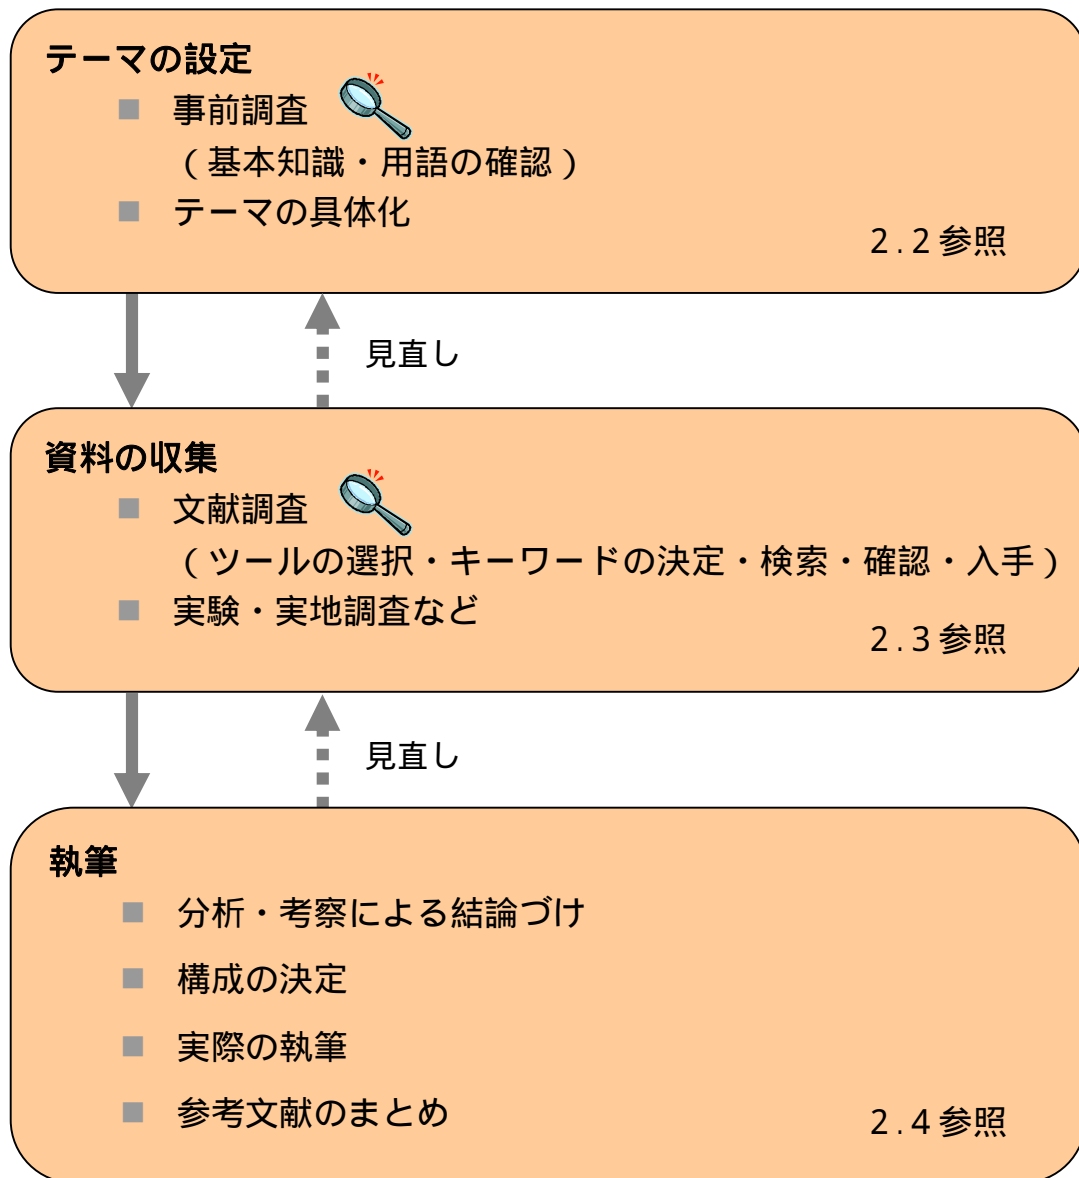 テーマの設定
■ 事前調査
(基本知識・用語の確認)
■ テーマの具体化
2.2参照
見直し
資料の収集
■ 文献調査
(ツールの選択・キーワードの決定・検索・確認・入手)
■ 実験・実地調査など
2.3参照
見直し
執筆
■ 分析・考察による結論づけ
■ 構成の決定
■ 実際の執筆
■ 参考文献のまとめ
2.4参照